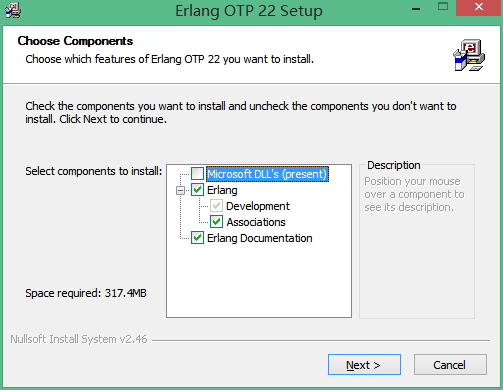 Erlang OTP 22 Setup
Choose Components
Choose which features of Erlang OTP 22 you want to install.
Check the components you want to install and uncheck the components you don't want to
install. Click Next to continue.
Select components to install:
Microsoft DLL's (present)
Erlang
Development
Associations
Erlang Documentation
Description
Position your mouse
over a component to
see its description.
Space required: 317.4MB
Nullsoft Install System v2.46
Next >
Cancel